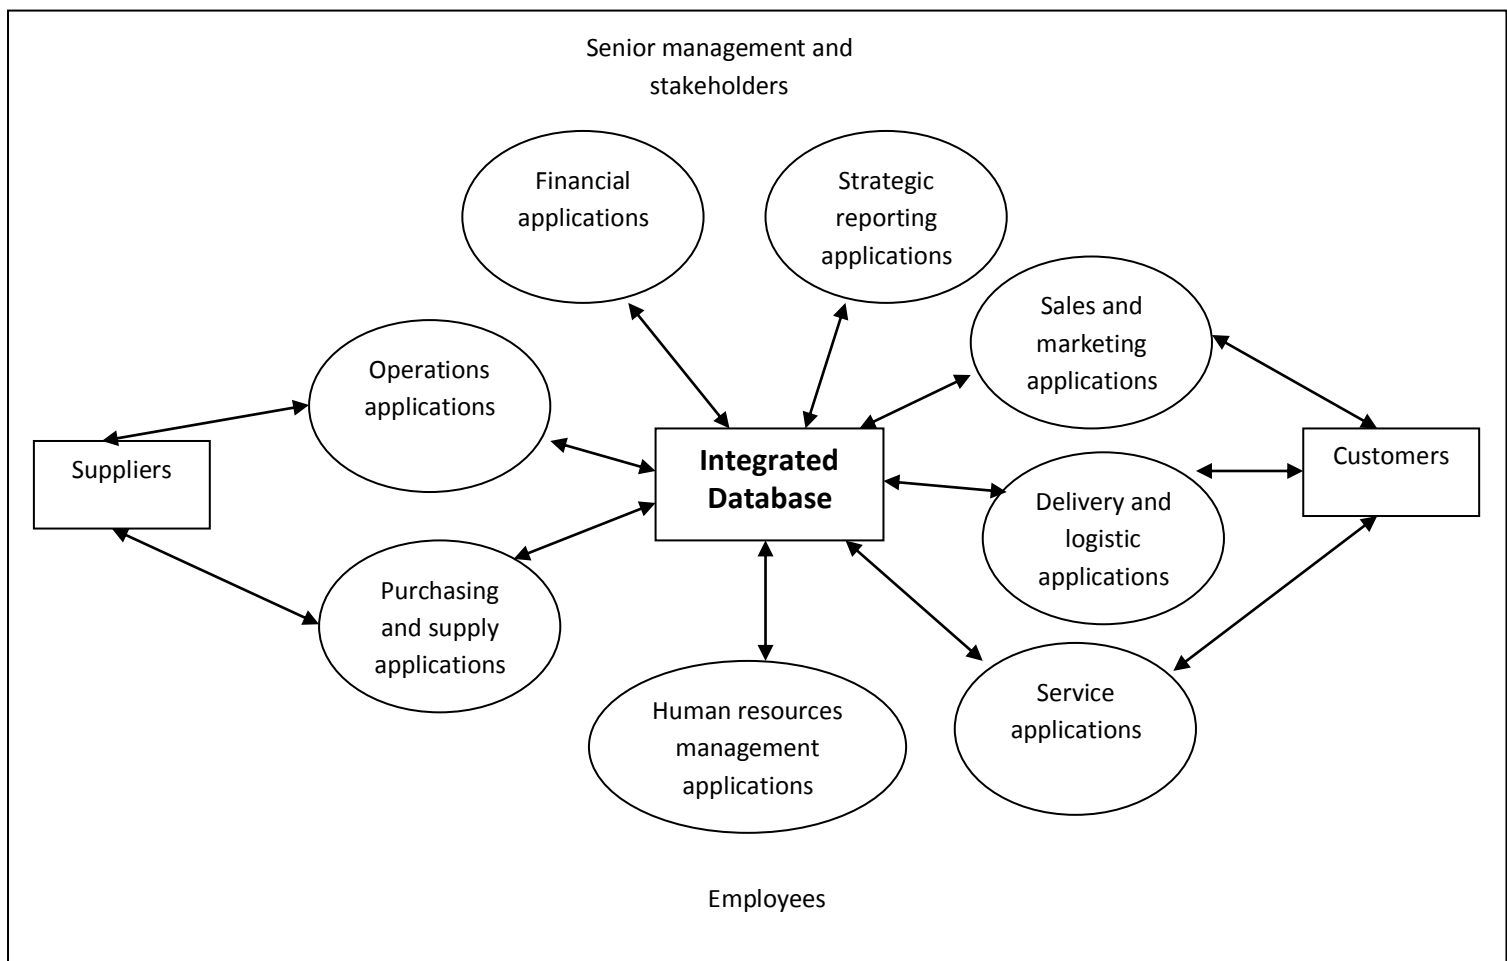 Senior management and
stakeholders
Financial
applications
Strategic
reporting
applications
Sales and
marketing
applications
Operations
applications
Suppliers
Integrated
Database
Customers
Delivery and
logistic
applications
Purchasing
and supply
applications
Human resources
management
applications
Service
applications
Employees